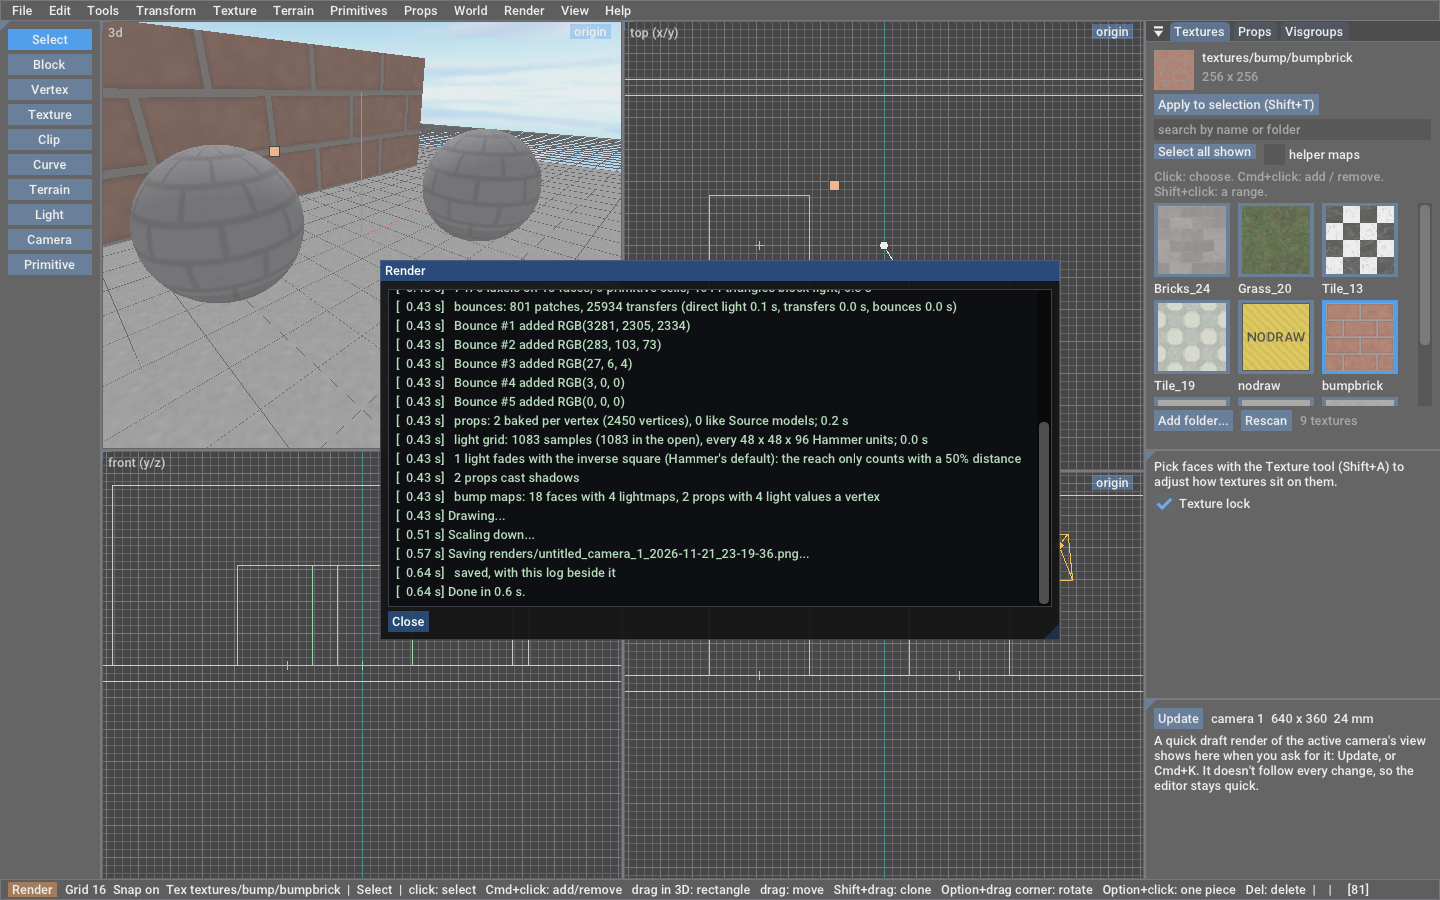 File Edit Tools Transform Texture Terrain Primitives Props World Render View Help
Select
Block
Vertex
Texture
Clip
Curve
Terrain
Light
Camera
Primitive
3d
origin
top (x/y)
origin
front (y/z)
origin
Textures Props Visgroups
textures/bump/bumpbrick
256 x 256
Apply to selection (Shift+T)
search by name or folder
Select all shown helper maps
Click: choose. Cmd+click: add / remove.
Shift+click: a range.
Bricks_24 Grass_20 Tile_13
NODRAW
Tile_19 nodraw bumpbrick
Add folder... Rescan 9 textures
Pick faces with the Texture tool (Shift+A) to
adjust how textures sit on them.
Texture lock
Update camera 1 640 x 360 24 mm
A quick draft render of the active camera's view
shows here when you ask for it: Update, or
Cmd+K. It doesn't follow every change, so the
editor stays quick.
Render
[ 0.43 s] bounces: 801 patches, 25934 transfers (direct light 0.1 s, transfers 0.0 s, bounces 0.0 s)
[ 0.43 s] Bounce #1 added RGB(3281, 2305, 2334)
[ 0.43 s] Bounce #2 added RGB(283, 103, 73)
[ 0.43 s] Bounce #3 added RGB(27, 6, 4)
[ 0.43 s] Bounce #4 added RGB(3, 0, 0)
[ 0.43 s] Bounce #5 added RGB(0, 0, 0)
[ 0.43 s] props: 2 baked per vertex (2450 vertices), 0 like Source models; 0.2 s
[ 0.43 s] light grid: 1083 samples (1083 in the open), every 48 x 48 x 96 Hammer units; 0.0 s
[ 0.43 s] 1 light fades with the inverse square (Hammer's default): the reach only counts with a 50% distance
[ 0.43 s] 2 props cast shadows
[ 0.43 s] bump maps: 18 faces with 4 lightmaps, 2 props with 4 light values a vertex
[ 0.43 s] Drawing...
[ 0.51 s] Scaling down...
[ 0.57 s] Saving renders/untitled_camera_1_2026-11-21_23-19-36.png...
[ 0.64 s] saved, with this log beside it
[ 0.64 s] Done in 0.6 s.
Close
Render Grid 16 Snap on Tex textures/bump/bumpbrick | Select | click: select Cmd+click: add/remove drag in 3D: rectangle drag: move Shift+drag: clone Option+drag corner: rotate Option+click: one piece Del: delete | | [81]